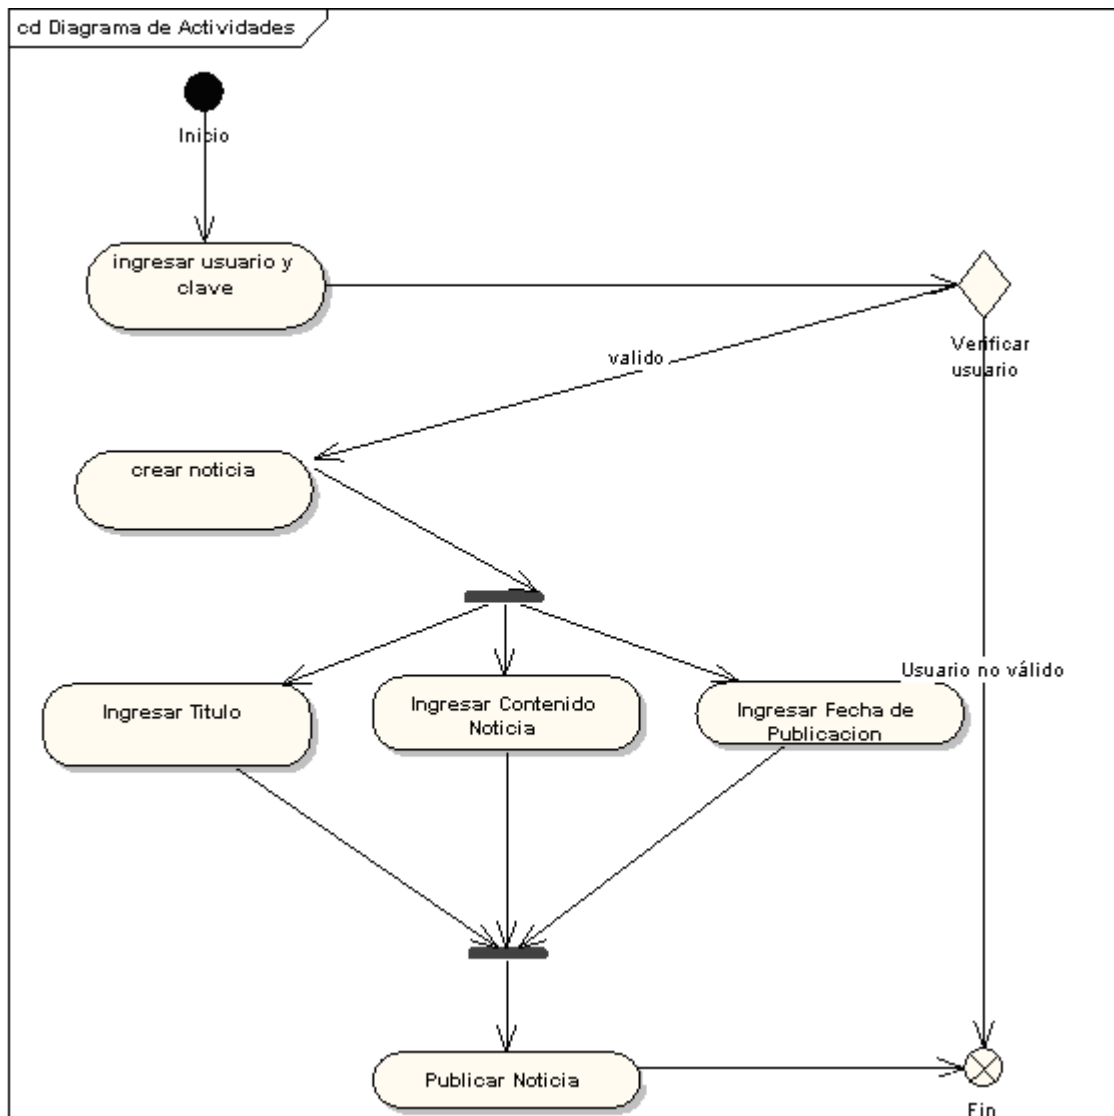 cd Diagrama de Actividades
Inicio
ingresar usuario y
clave
Verificar
usuario
valido
crear noticia
Usuario no válido
Ingresar Titulo
Ingresar Contenido
Noticia
Ingresar Fecha de
Publicacion
Publicar Noticia
Fin